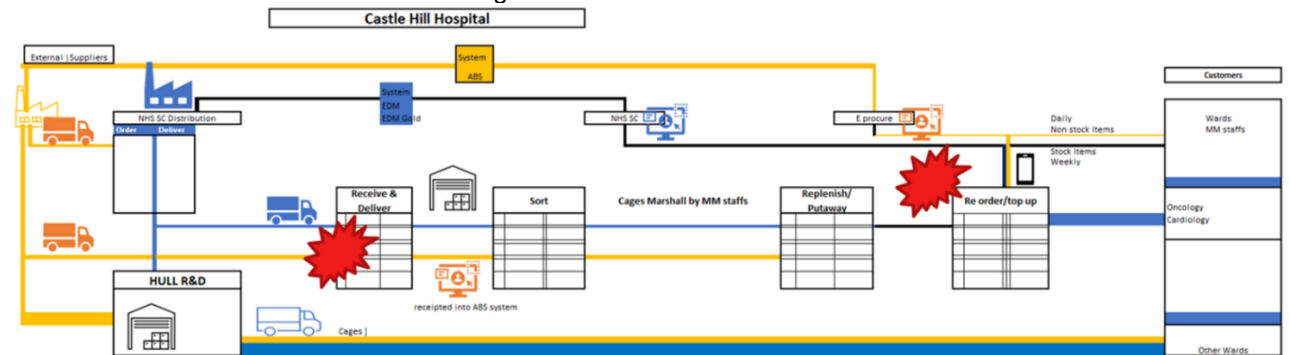 Castle Hill Hospital
External |Suppliers
System
ABS
Customers
System
EDM
EDM Gold
NHS SC Distribution
NHS SC
E procure
Daily
Non stock Items
Wards
MM staffs
Order Deliver
Stock Items
Weekly
Receive &
Deliver
Sort
Cages Marshall by MM staffs
Replenish/
Putaway
Re order/top up
Oncology
Cardiology
HULL R&D
receipted into ABS system
Cages ]
Other Wards